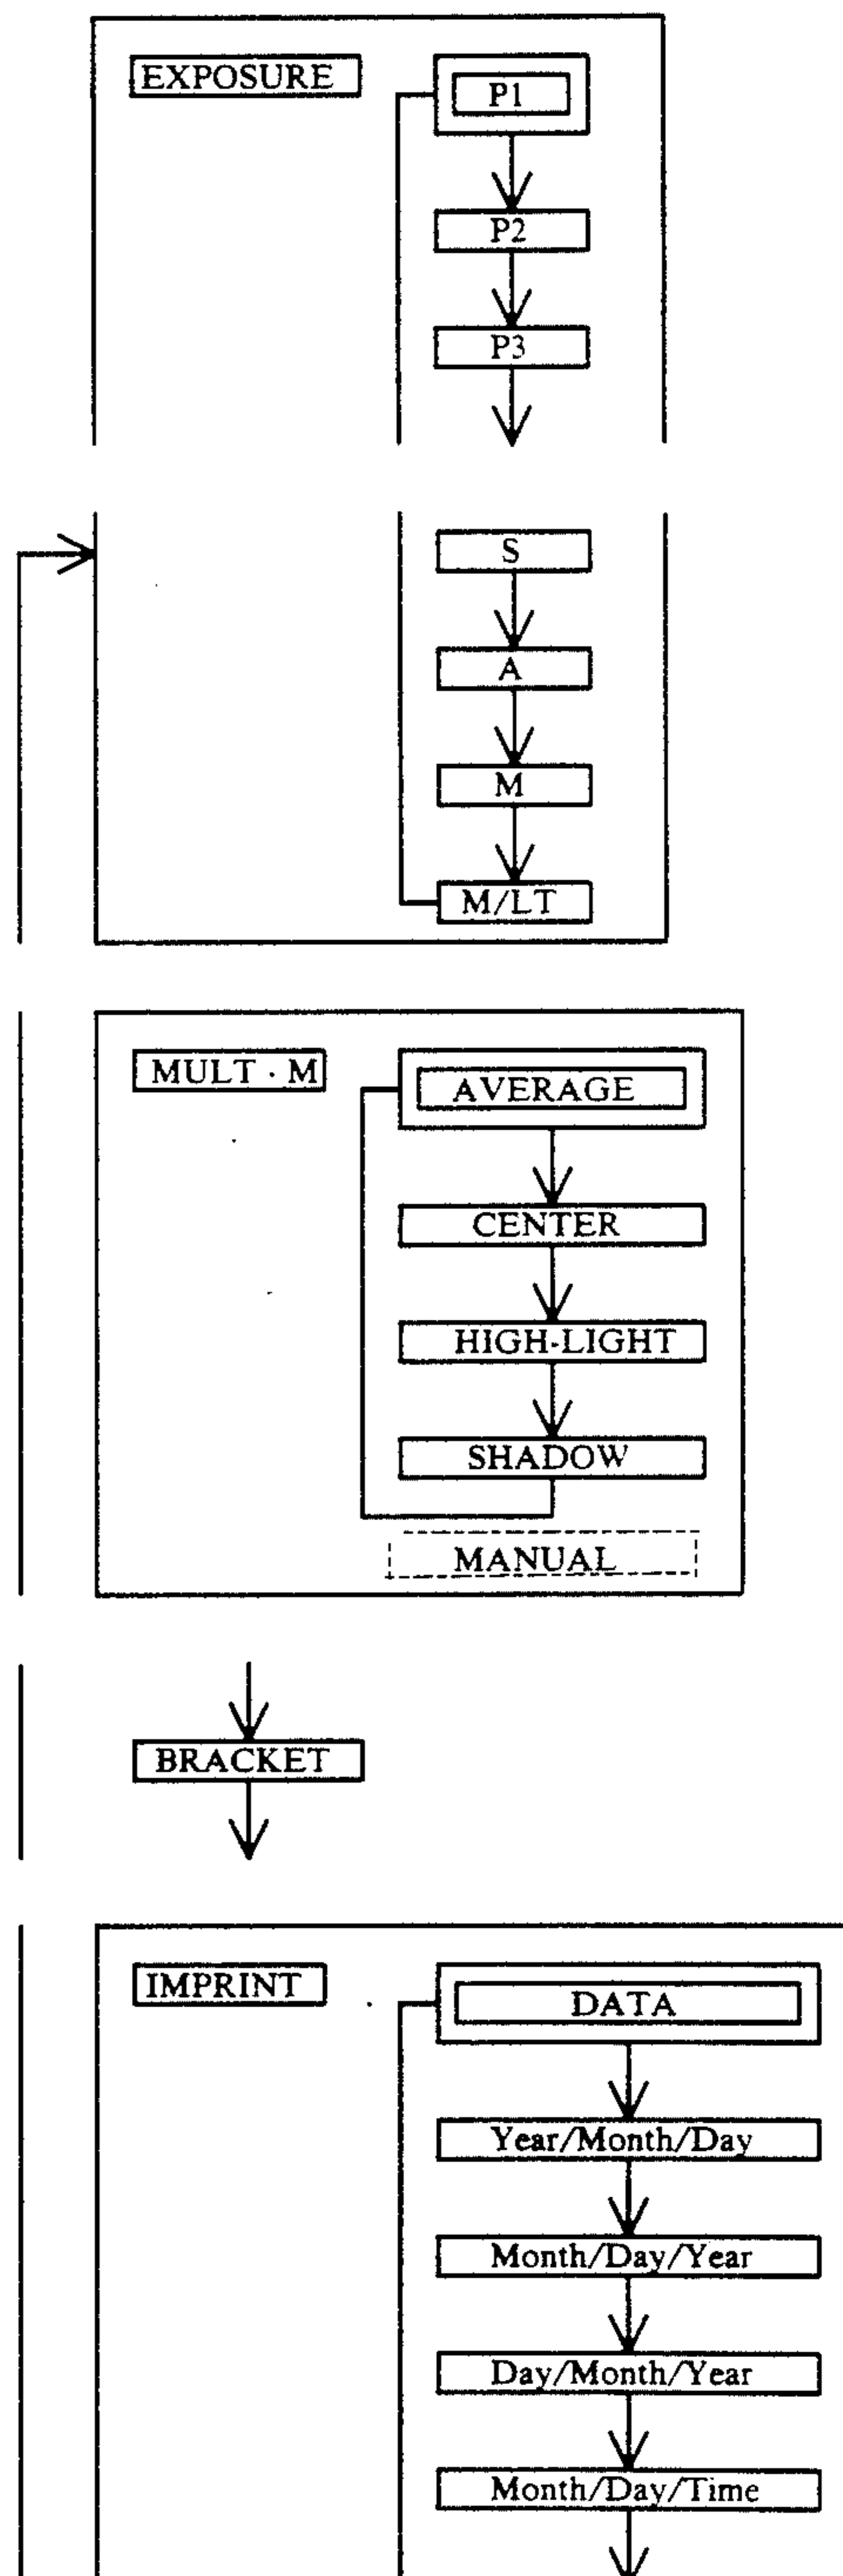 EXPOSURE
P1
P2
P3
S
A
M
M/LT
MULT · M
AVERAGE
CENTER
HIGH-LIGHT
SHADOW
MANUAL
BRACKET
IMPRINT
DATA
Year/Month/Day
Month/Day/Year
Day/Month/Year
Month/Day/Time